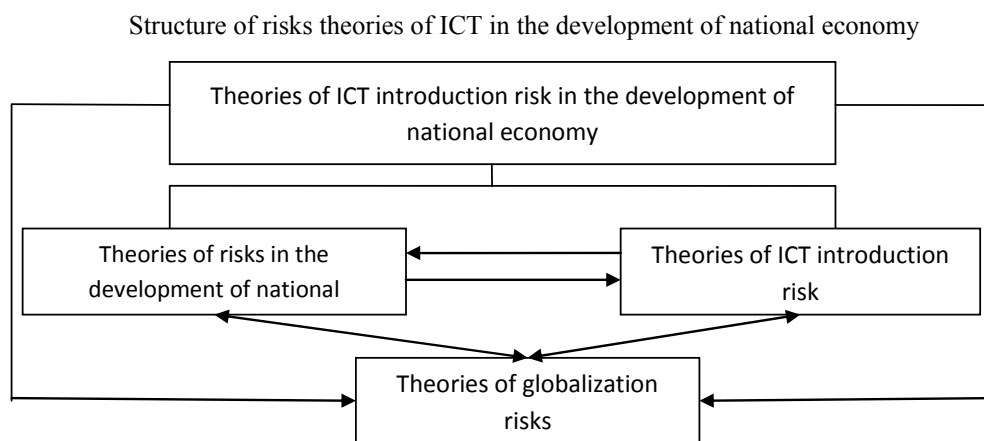 Structure of risks theories of ICT in the development of national economy
Theories of ICT introduction risk in the development of
national economy
Theories of risks in the
development of national
Theories of ICT introduction
risk
Theories of globalization
risks